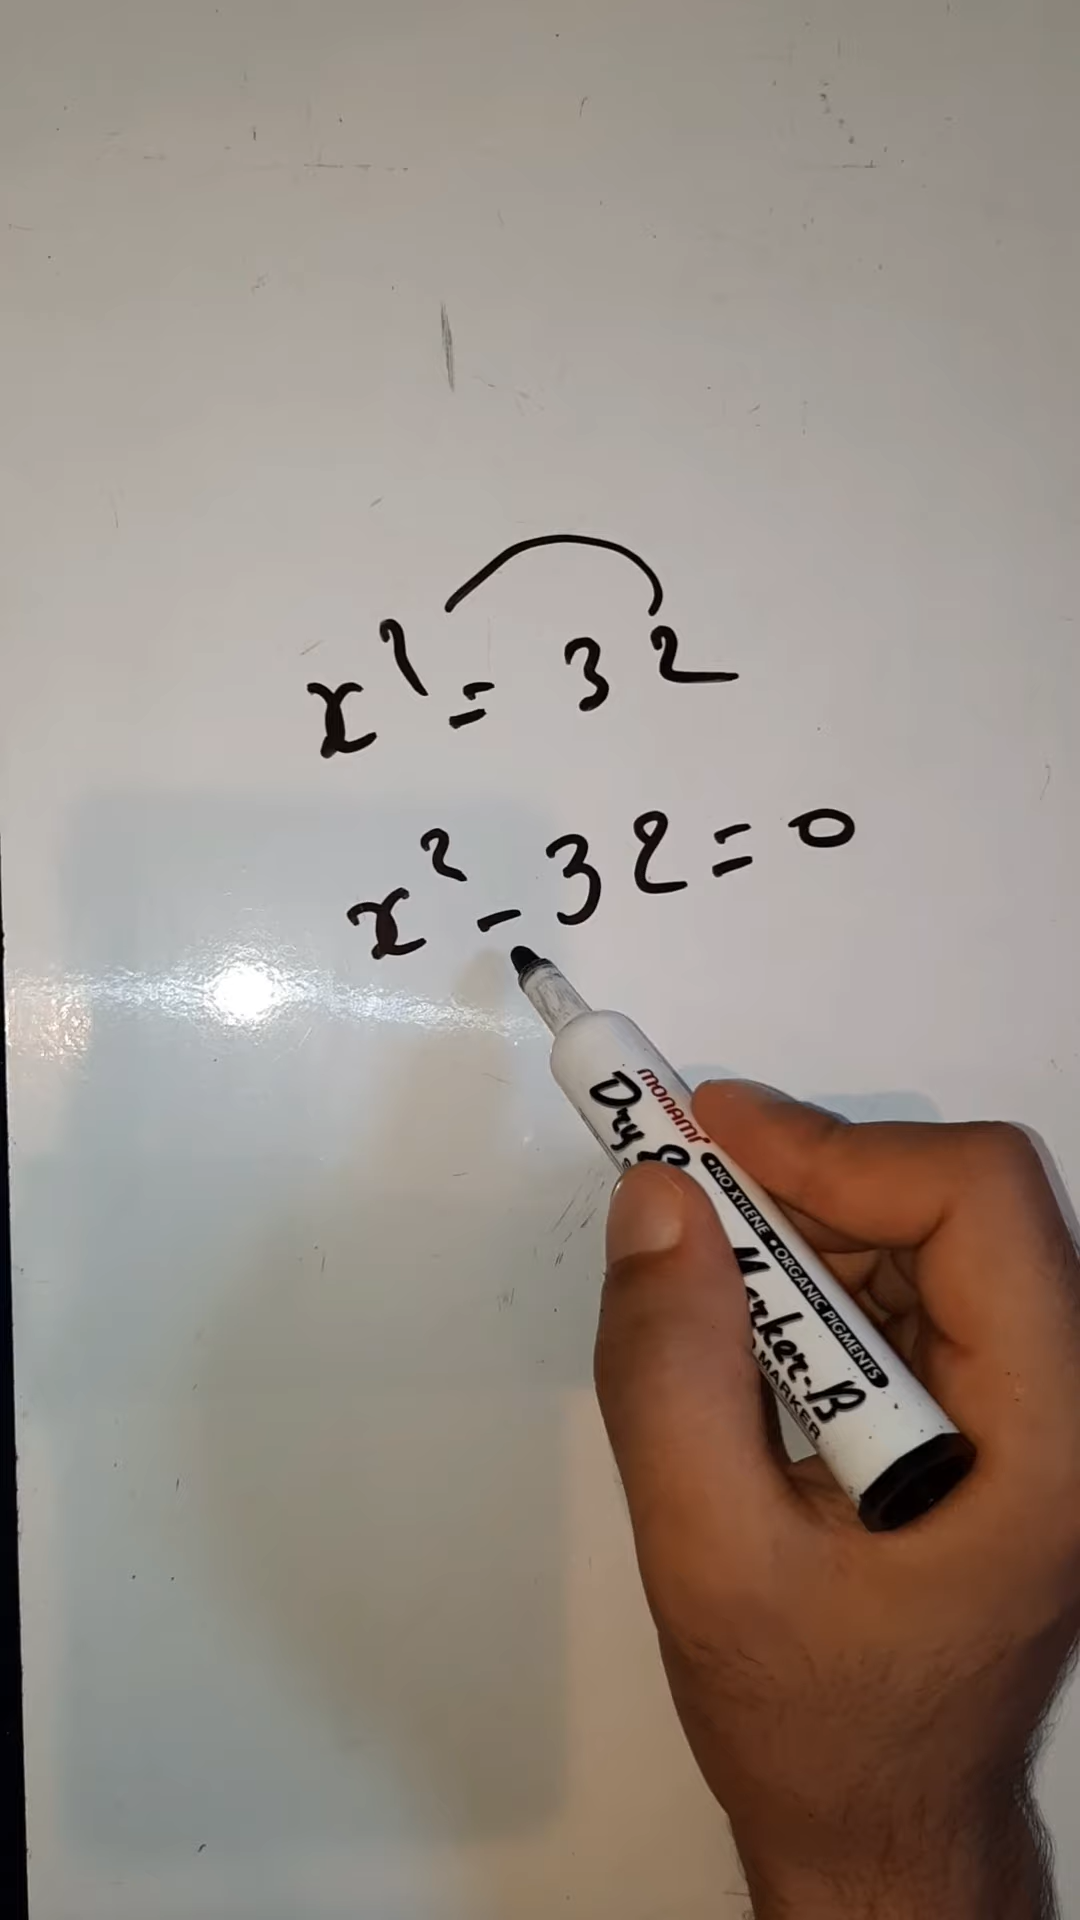 x² = 32
x² - 32 = 0
monami
Dry
Marker-B
•NO XYLENE •ORGANIC PIGMENTS
MARKER